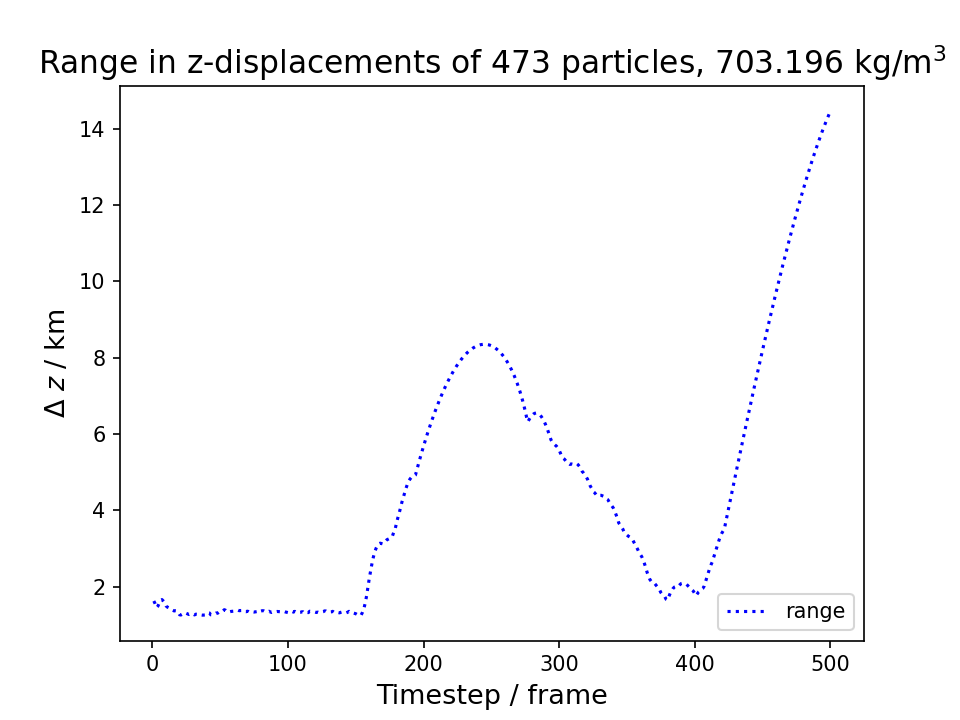 Range in z-displacements of 473 particles, 703.196 kg/m³
14
12
10
8
6
4
2
Δ z / km
0 100 200 300 400 500
Timestep / frame
range